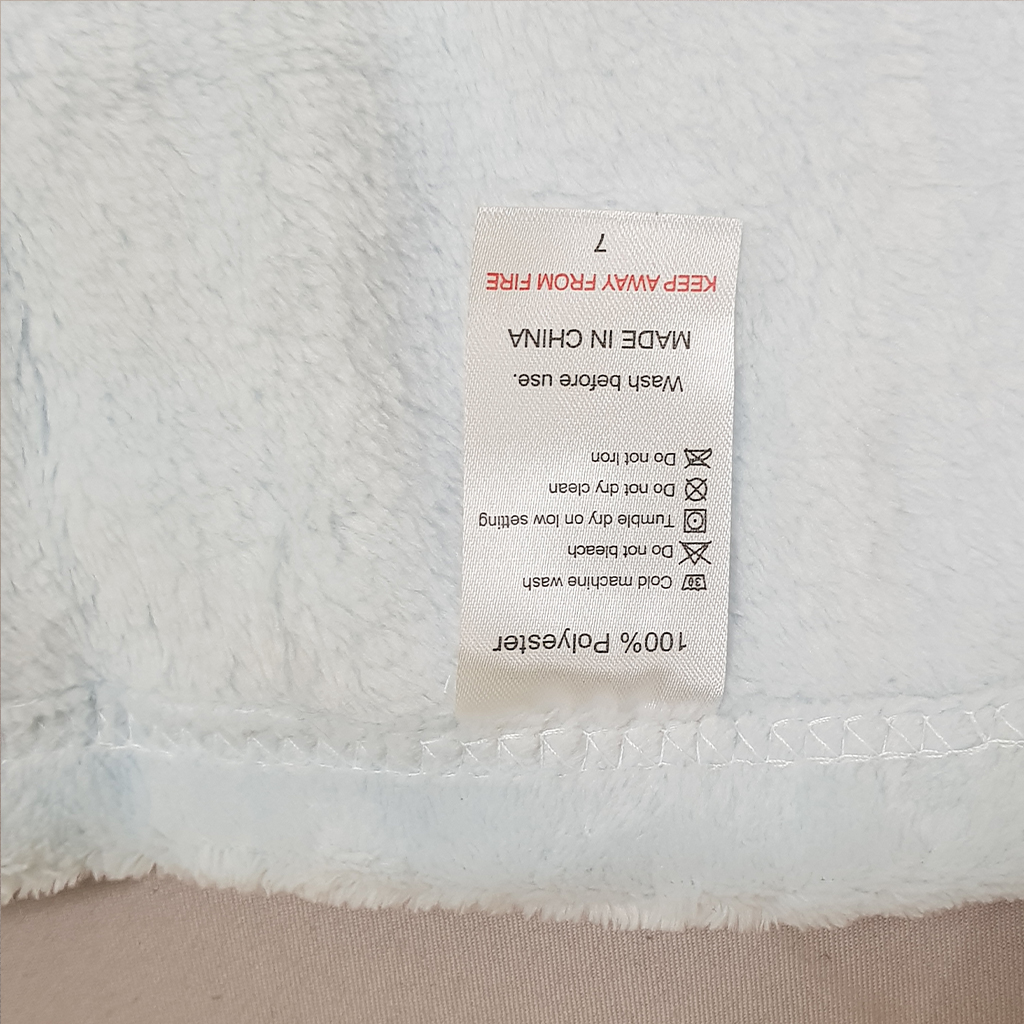 100% Polyester
30 Cold machine wash
Do not bleach
Tumble dry on low setting
Do not dry clean
Do not Iron
Wash before use.
MADE IN CHINA
KEEP AWAY FROM FIRE
7